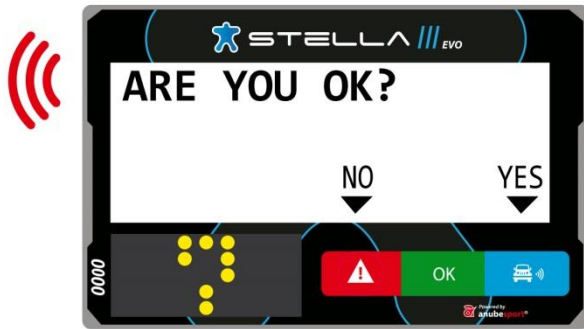 STELLA III EVO
ARE YOU OK?
NO YES
0000
?
OK
Powered by
anubesport®